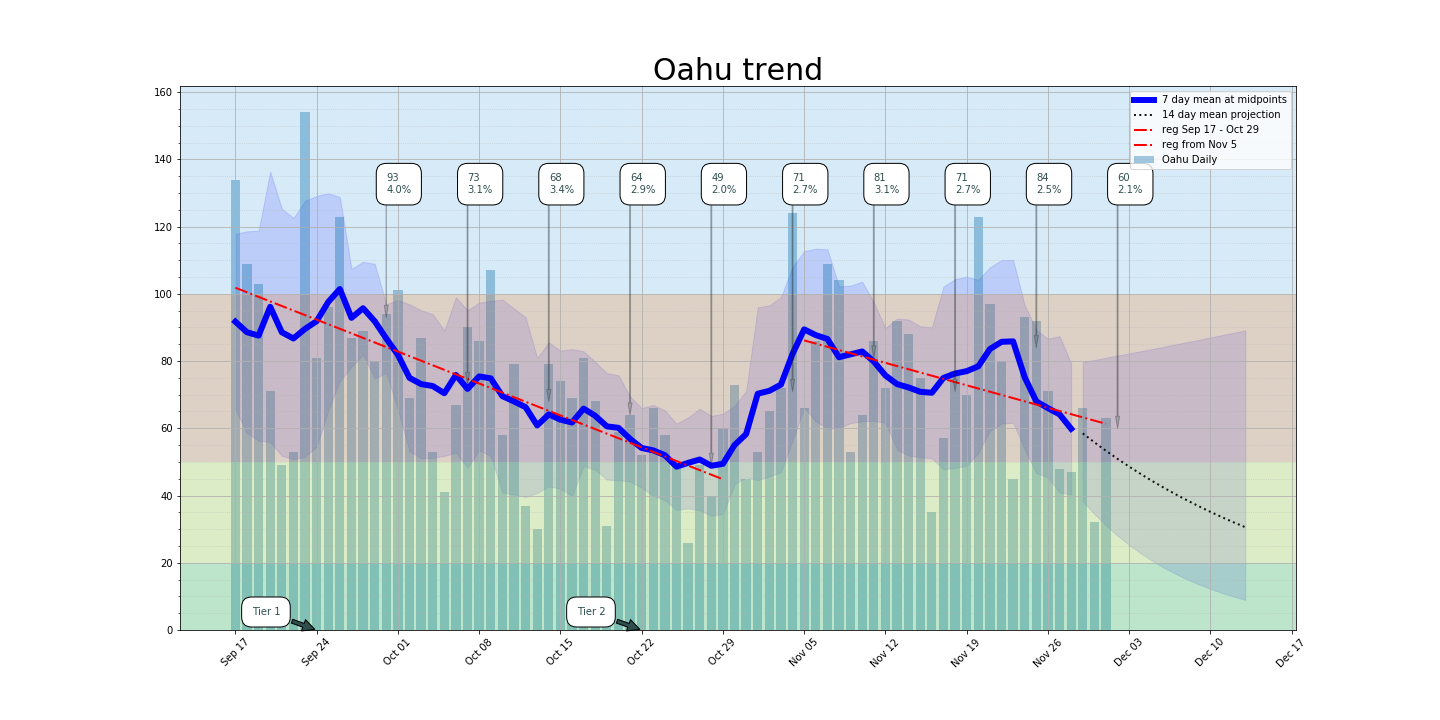 Oahu trend
160
140
120
100
80
60
40
20
0
7 day mean at midpoints
14 day mean projection
reg Sep 17 - Oct 29
reg from Nov 5
Oahu Daily
93
4.0%
73
3.1%
68
3.4%
64
2.9%
49
2.0%
71
2.7%
81
3.1%
71
2.7%
84
2.5%
60
2.1%
Tier 1
Tier 2
Sep 17
Sep 24
Oct 01
Oct 08
Oct 15
Oct 22
Oct 29
Nov 05
Nov 12
Nov 19
Nov 26
Dec 03
Dec 10
Dec 17